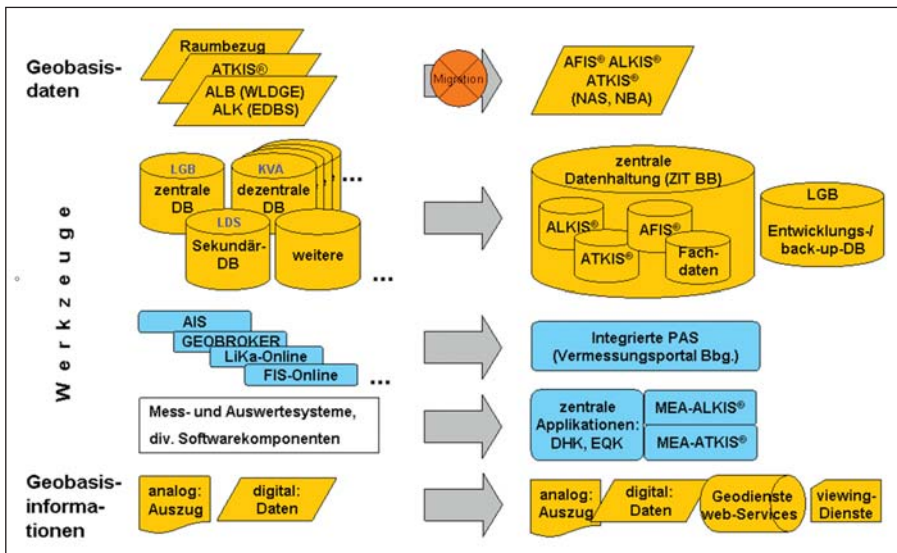 Geobasis-
daten
Raumbezug
ATKIS®
ALB (WLDGE)
ALK (EDBS)
Migration
AFIS® ALKIS®
ATKIS®
(NAS, NBA)
Werkzeuge
LGB
zentrale
DB
KVA
dezentrale
DB
...
LDS
Sekundär-
DB
weitere
...
zentrale
Datenhaltung (ZIT BB)
ALKIS®
AFIS®
ATKIS®
Fach-
daten
LGB
Entwicklungs-/
back-up-DB
AIS
GEOBROKER
LiKa-Online
FIS-Online
...
Integrierte PAS
(Vermessungsportal Bbg.)
Mess- und Auswertesysteme,
div. Softwarekomponenten
zentrale
Applikationen:
DHK, EQK
MEA-ALKIS®
MEA-ATKIS®
Geobasis-
informa-
tionen
analog:
Auszug
digital:
Daten
analog:
Auszug
digital:
Daten
Geodienste
web-Services
viewing-
Dienste